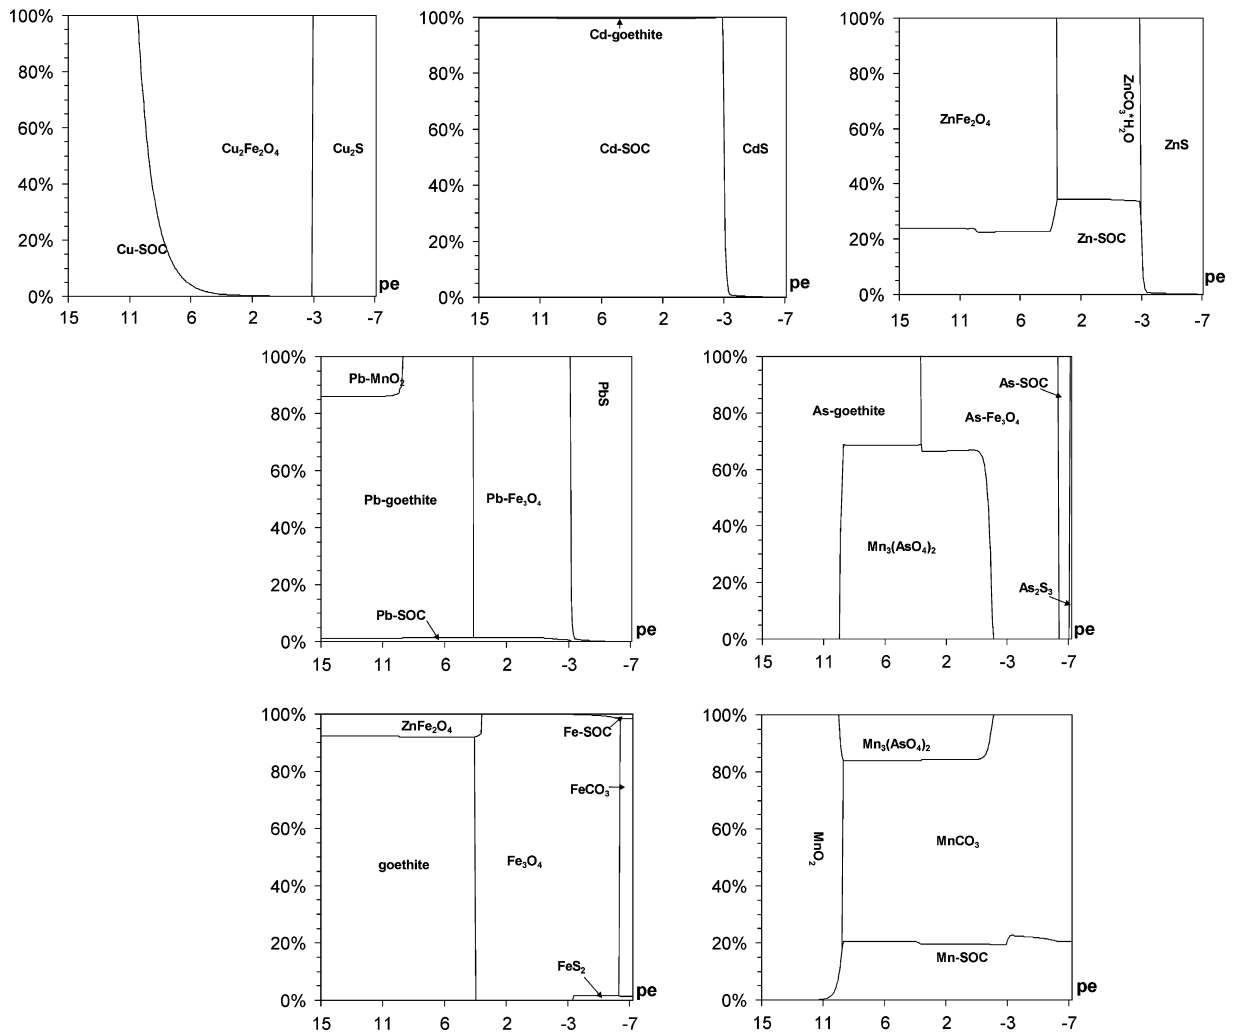 100%
80%
60%
40%
20%
0%
Cu-SOC
Cu₂Fe₂O₄
Cu₂S
pe
15 11 6 2 -3 -7
100%
80%
60%
40%
20%
0%
Cd-goethite
Cd-SOC
CdS
pe
15 11 6 2 -3 -7
100%
80%
60%
40%
20%
0%
ZnFe₂O₄
ZnCO₃*H₂O
ZnS
Zn-SOC
pe
15 11 6 2 -3 -7
100%
80%
60%
40%
20%
0%
Pb-MnO₂
PbS
Pb-goethite
Pb-Fe₃O₄
Pb-SOC
pe
15 11 6 2 -3 -7
100%
80%
60%
40%
20%
0%
As-SOC
As-goethite
As-Fe₃O₄
Mn₃(AsO₄)₂
As₂S₃
pe
15 11 6 2 -3 -7
100%
80%
60%
40%
20%
0%
ZnFe₂O₄
Fe-SOC
FeCO₃
goethite
Fe₃O₄
FeS₂
pe
15 11 6 2 -3 -7
100%
80%
60%
40%
20%
0%
Mn₃(AsO₄)₂
MnO₂
MnCO₃
Mn-SOC
pe
15 11 6 2 -3 -7